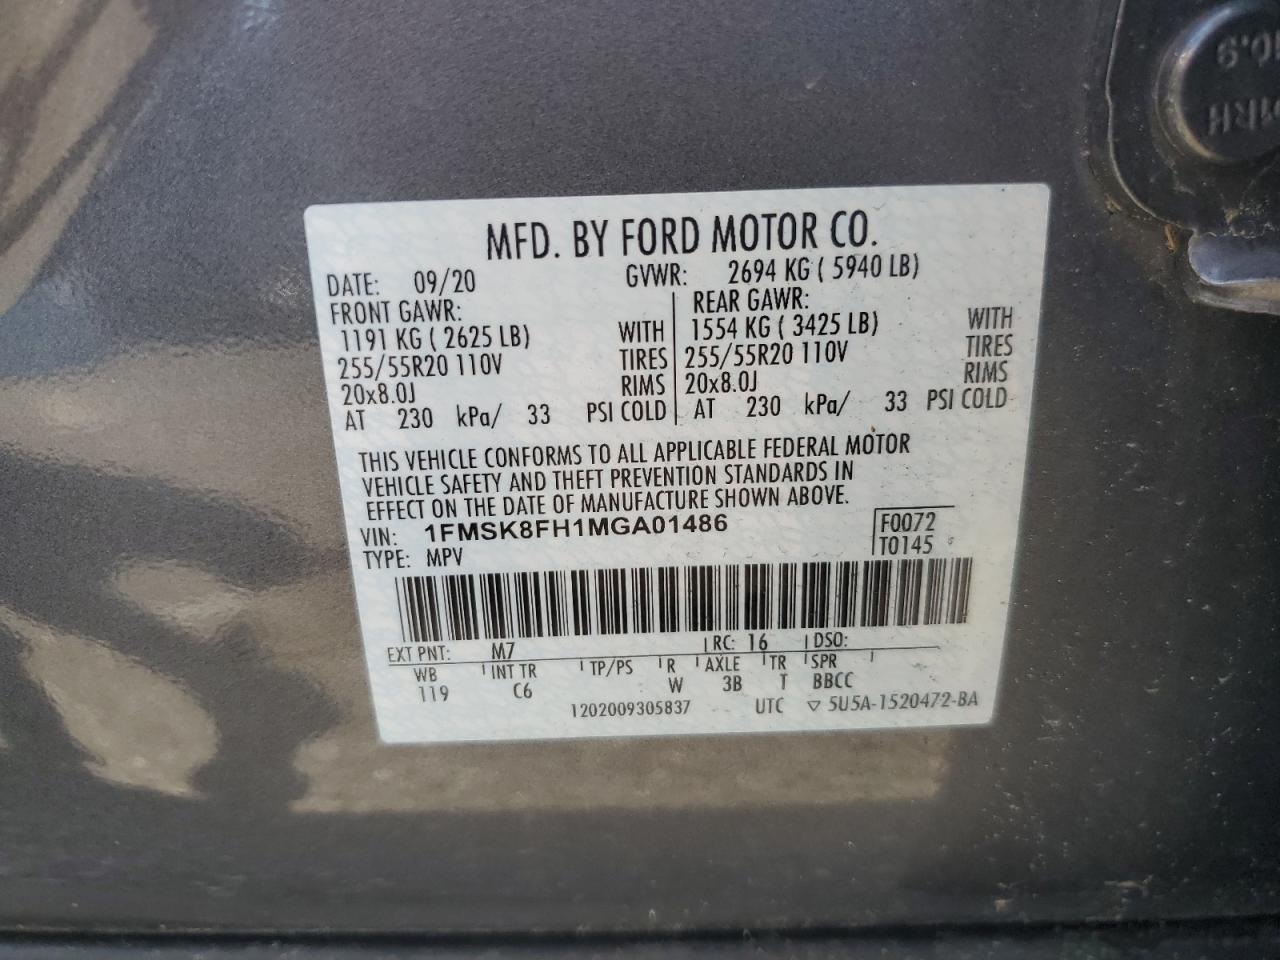 10.9
01RH
MFD. BY FORD MOTOR CO.
DATE: 09/20 GVWR: 2694 KG ( 5940 LB)
FRONT GAWR: REAR GAWR:
1191 KG ( 2625 LB) WITH 1554 KG ( 3425 LB) WITH
255/55R20 110V TIRES 255/55R20 110V TIRES
20x8.0J RIMS 20x8.0J RIMS
AT 230 kPa/ 33 PSI COLD AT 230 kPa/ 33 PSI COLD
THIS VEHICLE CONFORMS TO ALL APPLICABLE FEDERAL MOTOR
VEHICLE SAFETY AND THEFT PREVENTION STANDARDS IN
EFFECT ON THE DATE OF MANUFACTURE SHOWN ABOVE.
VIN: 1FMSK8FH1MGA01486 F0072
TYPE: MPV T0145
EXT PNT: M7 RC: 16 DSO:
WB INT TR TP/PS R AXLE TR SPR
119 C6 W 3B T BBCC
1202009305837 UTC ▽ 5U5A-1520472-BA